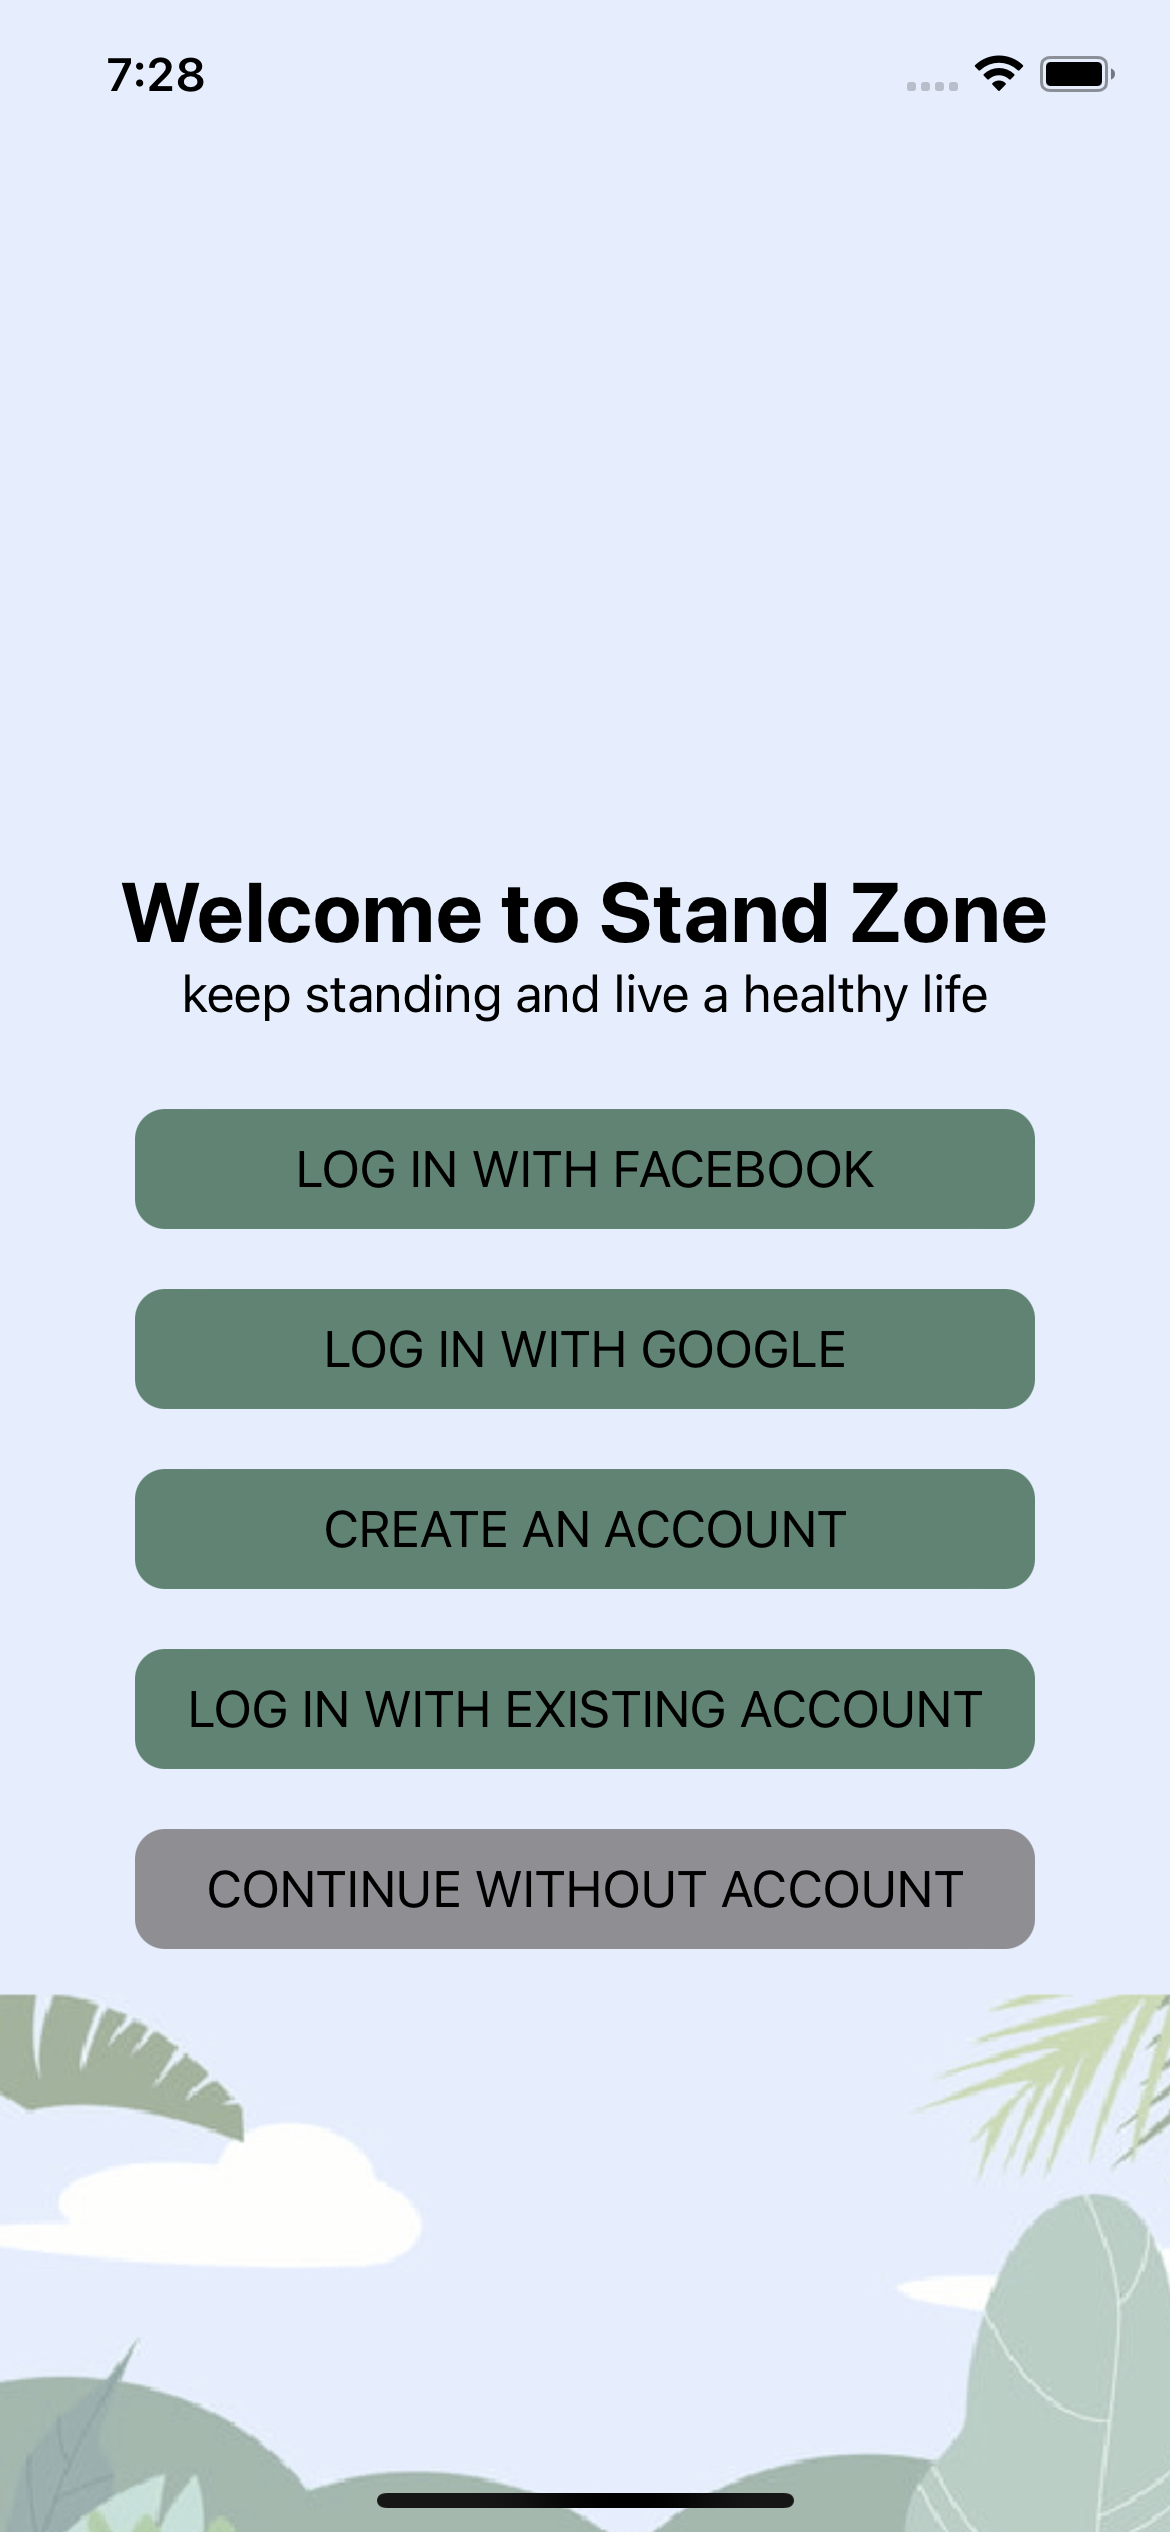 7:28
Welcome to Stand Zone
keep standing and live a healthy life
LOG IN WITH FACEBOOK
LOG IN WITH GOOGLE
CREATE AN ACCOUNT
LOG IN WITH EXISTING ACCOUNT
CONTINUE WITHOUT ACCOUNT